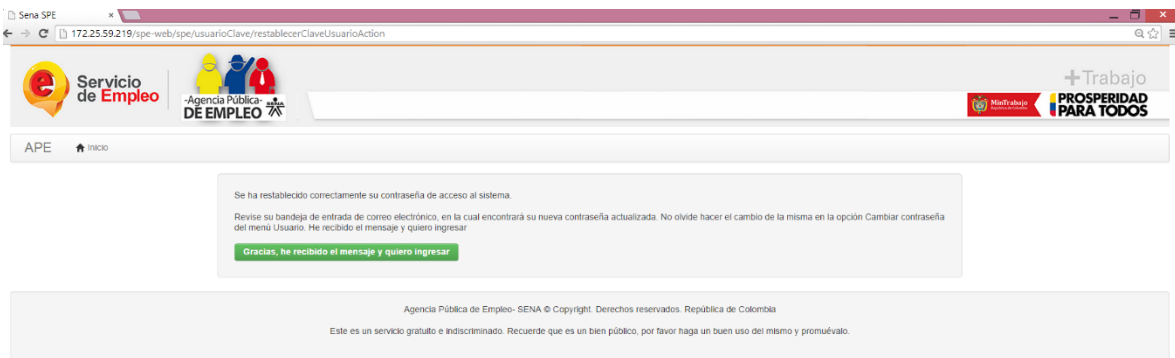 Sena SPE
172.25.59.219/spe-web/spe/usuarioClave/restablecerClaveUsuarioAction
Servicio
de Empleo
-Agencia Pública-
DE EMPLEO
SENA
+Trabajo
MinTrabajo
PROSPERIDAD
PARA TODOS
APE
Inicio
Se ha restablecido correctamente su contraseña de acceso al sistema.
Revise su bandeja de entrada de correo electrónico, en la cual encontrará su nueva contraseña actualizada. No olvide hacer el cambio de la misma en la opción Cambiar contraseña
del menú Usuario. He recibido el mensaje y quiero ingresar
Gracias, he recibido el mensaje y quiero ingresar
Agencia Pública de Empleo- SENA © Copyright. Derechos reservados. República de Colombia
Este es un servicio gratuito e indiscriminado. Recuerde que es un bien público, por favor haga un buen uso del mismo y promuévalo.